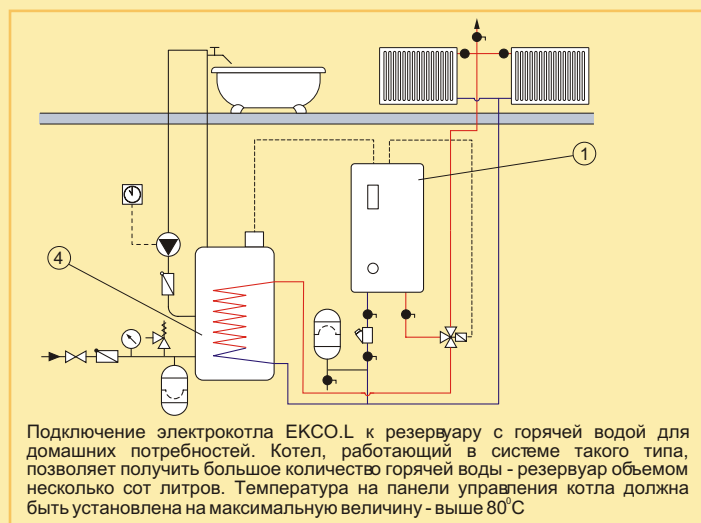 1
4
Подключение электрокотла EKCO.L к резервуару с горячей водой для
домашних потребностей. Котел, работающий в системе такого типа,
позволяет получить большое количество горячей воды - резервуар объемом
несколько сот литров. Температура на панели управления котла должна
быть установлена на максимальную величину - выше 80⁰С